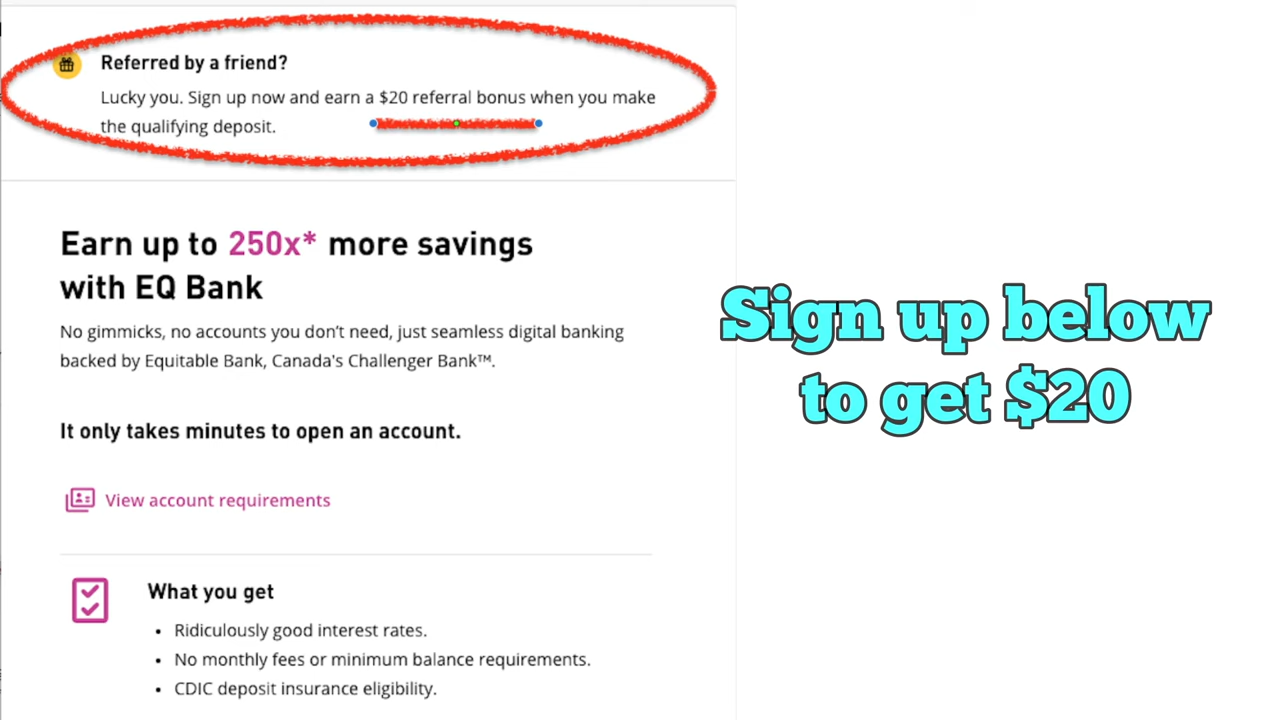 Referred by a friend?
Lucky you. Sign up now and earn a $20 referral bonus when you make
the qualifying deposit.
Earn up to 250x* more savings
with EQ Bank
No gimmicks, no accounts you don't need, just seamless digital banking
backed by Equitable Bank, Canada's Challenger Bank™.
It only takes minutes to open an account.
View account requirements
What you get
• Ridiculously good interest rates.
• No monthly fees or minimum balance requirements.
• CDIC deposit insurance eligibility.
Sign up below
to get $20